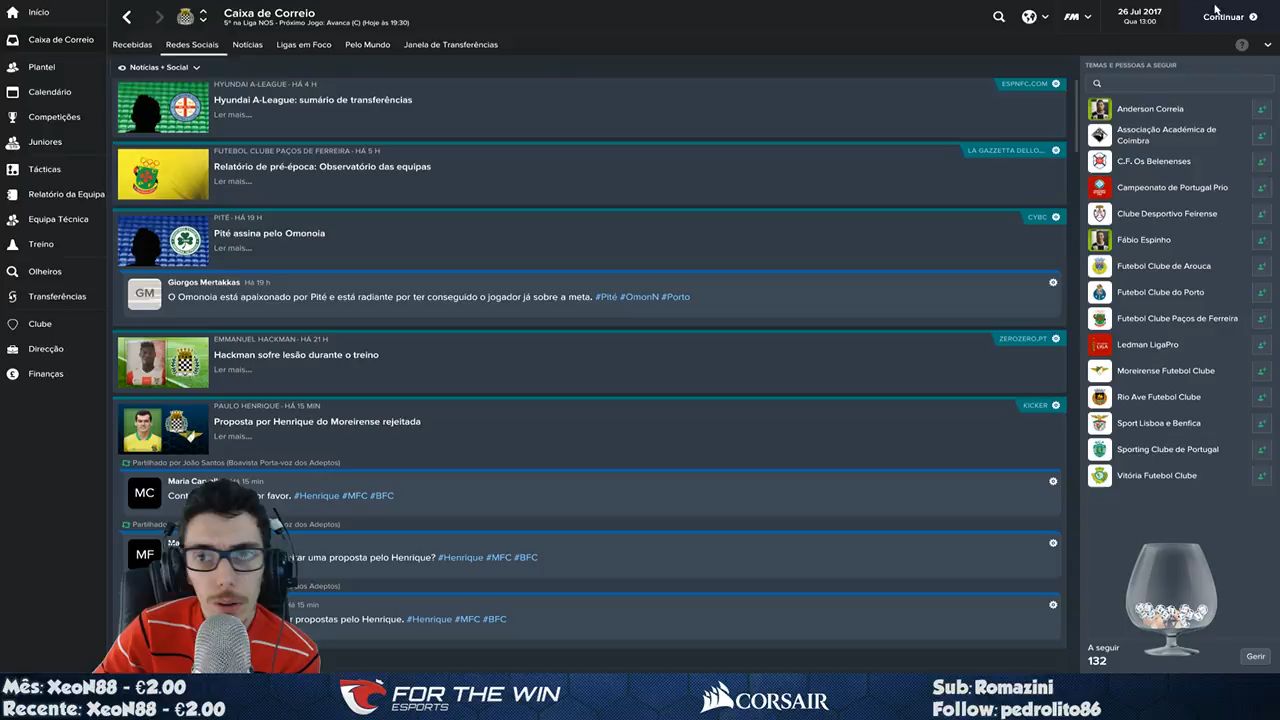 Início
Caixa de Correio
5º na Liga NOS - Próximo Jogo: Avanca (C) (Hoje às 19:30)
FM
26 Jul 2017
Qua 13:00
Continuar
Caixa de Correio
Plantel
Calendário
Competições
Juniores
Tácticas
Relatório da Equipa
Equipa Técnica
Treino
Olheiros
Transferências
Clube
Direcção
Finanças
Recebidas
Redes Sociais
Notícias
Ligas em Foco
Pelo Mundo
Janela de Transferências
Notícias + Social
HYUNDAI A-LEAGUE - HÁ 4 H
ESPNFC.COM
Hyundai A-League: sumário de transferências
Ler mais...
FUTEBOL CLUBE PAÇOS DE FERREIRA - HÁ 5 H
LA GAZZETTA DELLO...
Relatório de pré-época: Observatório das equipas
Ler mais...
PITÉ - HÁ 19 H
CYBC
Pité assina pelo Omonoia
Ler mais...
GM
Giorgos Mertakkas Há 19 h
O Omonoia está apaixonado por Pité e está radiante por ter conseguido o jogador já sobre a meta. #Pité #OmonN #Porto
EMMANUEL HACKMAN - HÁ 21 H
ZEROZERO.PT
Hackman sofre lesão durante o treino
Ler mais...
PAULO HENRIQUE - HÁ 15 MIN
KICKER
Proposta por Henrique do Moreirense rejeitada
Ler mais...
Partilhado por João Santos (Boavista Porta-voz dos Adeptos)
MC
Maria 15 min
favor. #Henrique #MFC #BFC
Partilhado dos Adeptos)
MF
uma proposta pelo Henrique? #Henrique #MFC #BFC
Adeptos)
15 min
propostas pelo Henrique. #Henrique #MFC #BFC
TEMAS E PESSOAS A SEGUIR
Anderson Correia
Associação Académica de
Coimbra
C.F. Os Belenenses
Campeonato de Portugal Prio
Clube Desportivo Feirense
Fábio Espinho
Futebol Clube de Arouca
Futebol Clube do Porto
Futebol Clube Paços de Ferreira
Ledman LigaPro
Moreirense Futebol Clube
Rio Ave Futebol Clube
Sport Lisboa e Benfica
Sporting Clube de Portugal
Vitória Futebol Clube
A seguir
132
Gerir
Mês: XeoN88 - €2.00
Recente: XeoN88 - €2.00
FOR THE WIN
ESPORTS
CORSAIR
Sub: Romazini
Follow: pedrolito86